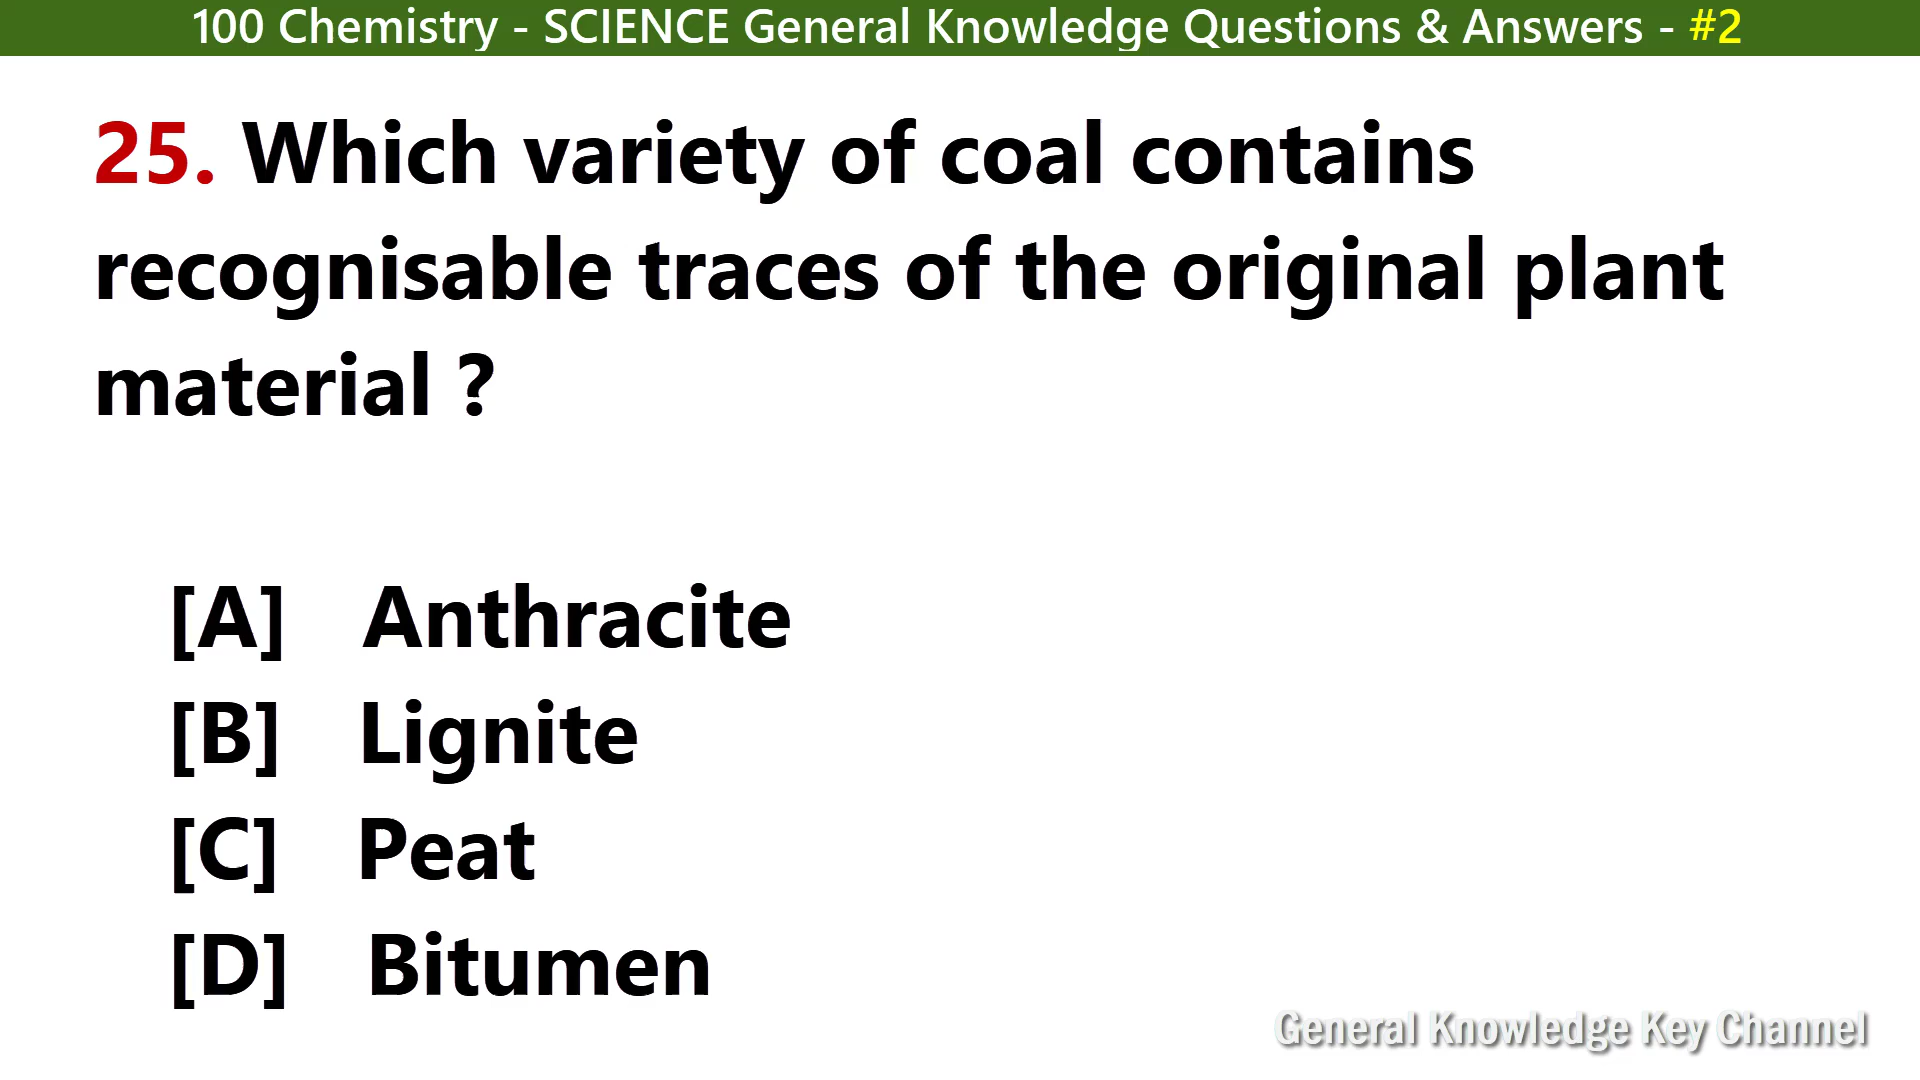 100 Chemistry - SCIENCE General Knowledge Questions & Answers - #2
25. Which variety of coal contains
recognisable traces of the original plant
material ?
[A] Anthracite
[B] Lignite
[C] Peat
[D] Bitumen
General Knowledge Key Channel